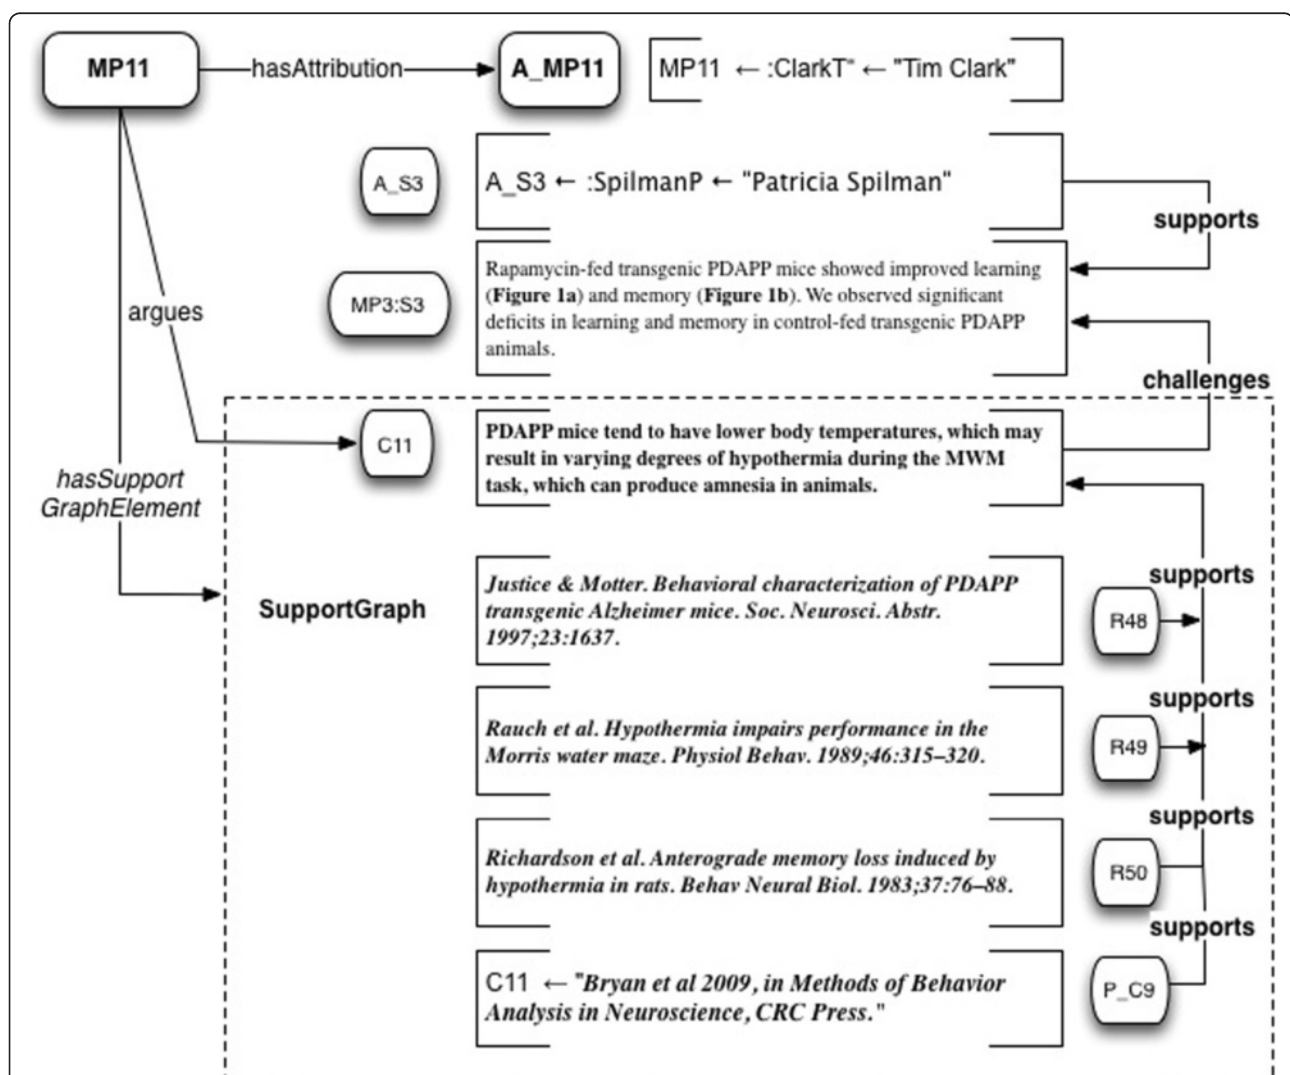 MP11
hasAttribution
A_MP11
MP11 ← :ClarkT" ← "Tim Clark"
A_S3
A_S3 ← :SpilmanP ← "Patricia Spilman"
supports
MP3:S3
Rapamycin-fed transgenic PDAPP mice showed improved learning
(Figure 1a) and memory (Figure 1b). We observed significant
deficits in learning and memory in control-fed transgenic PDAPP
animals.
argues
challenges
C11
PDAPP mice tend to have lower body temperatures, which may
result in varying degrees of hypothermia during the MWM
task, which can produce amnesia in animals.
hasSupport
GraphElement
SupportGraph
Justice & Motter. Behavioral characterization of PDAPP
transgenic Alzheimer mice. Soc. Neurosci. Abstr.
1997;23:1637.
supports
R48
Rauch et al. Hypothermia impairs performance in the
Morris water maze. Physiol Behav. 1989;46:315–320.
supports
R49
Richardson et al. Anterograde memory loss induced by
hypothermia in rats. Behav Neural Biol. 1983;37:76–88.
supports
R50
C11 ← "Bryan et al 2009, in Methods of Behavior
Analysis in Neuroscience, CRC Press."
supports
P_C9